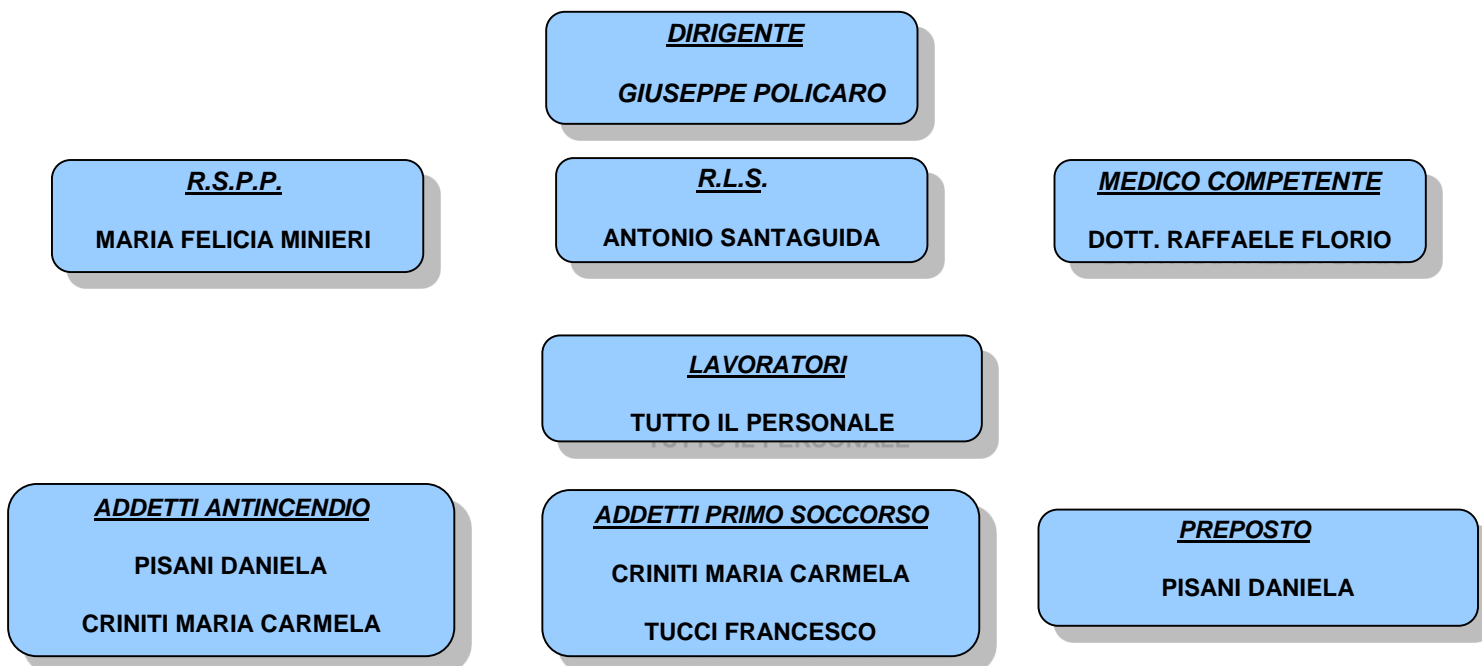 DIRIGENTE
GIUSEPPE POLICARO
R.S.P.P.
MARIA FELICIA MINIERI
R.L.S.
ANTONIO SANTAGUIDA
MEDICO COMPETENTE
DOTT. RAFFAELE FLORIO
LAVORATORI
TUTTO IL PERSONALE
ADDETTI ANTINCENDIO
PISANI DANIELA
CRINITI MARIA CARMELA
ADDETTI PRIMO SOCCORSO
CRINITI MARIA CARMELA
TUCCI FRANCESCO
PREPOSTO
PISANI DANIELA